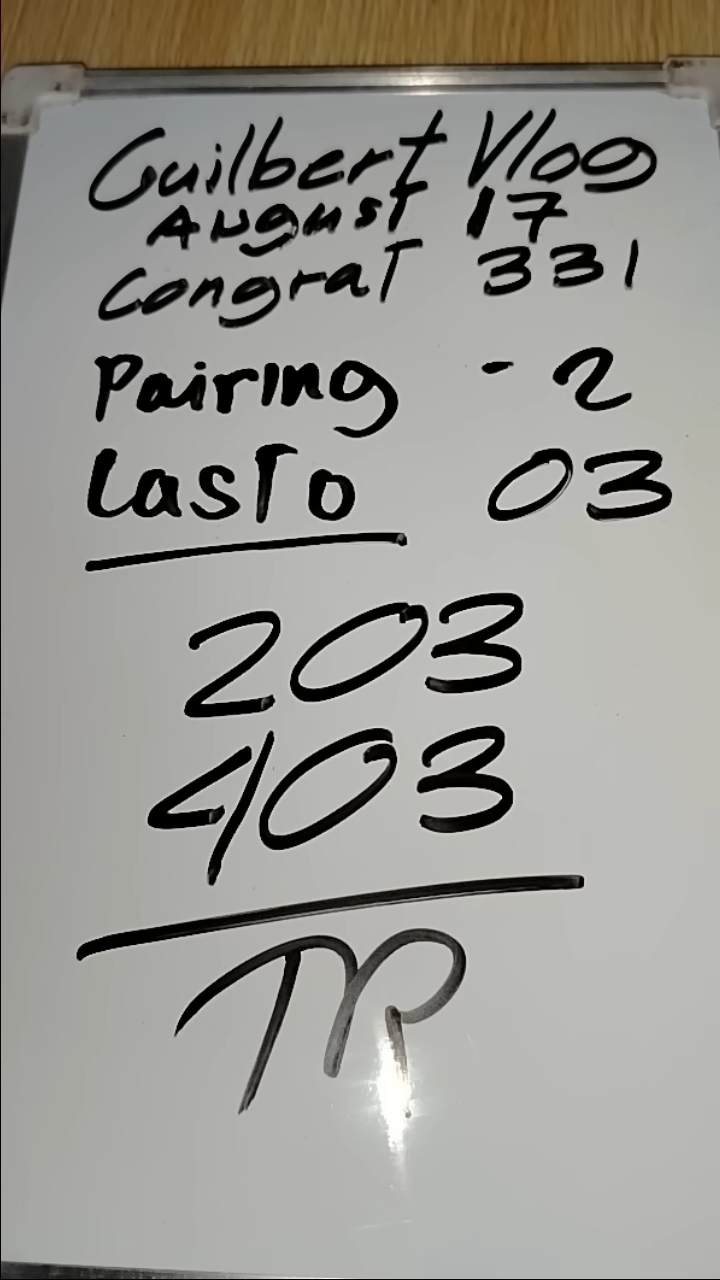 Guilbert Vlog
August 17
Congrat 331
Pairing - 2
Lasto 03
203
403